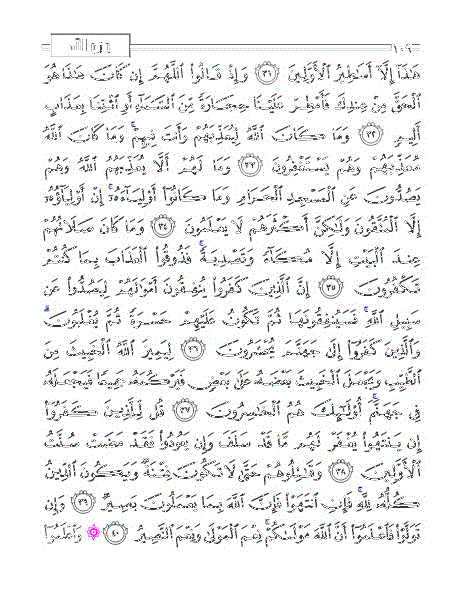 هَٰذَآ إِلَّآ أَسَٰطِيرُ ٱلۡأَوَّلِينَ ٣١ وَإِذۡ قَالُواْ ٱللَّهُمَّ إِن كَانَ هَٰذَا هُوَ
ٱلۡحَقَّ مِنۡ عِندِكَ فَأَمۡطِرۡ عَلَيۡنَا حِجَارَةٗ مِّنَ ٱلسَّمَآءِ أَوِ ٱئۡتِنَا بِعَذَابٍ
أَلِيمٖ ٣٢ وَمَا كَانَ ٱللَّهُ لِيُعَذِّبَهُمۡ وَأَنتَ فِيهِمۡۚ وَمَا كَانَ ٱللَّهُ
مُعَذِّبَهُمۡ وَهُمۡ يَسۡتَغۡفِرُونَ ٣٣ وَمَا لَهُمۡ أَلَّا يُعَذِّبَهُمُ ٱللَّهُ وَهُمۡ
يَصُدُّونَ عَنِ ٱلۡمَسۡجِدِ ٱلۡحَرَامِ وَمَا كَانُوٓاْ أَوۡلِيَآءَهُۥٓۚ إِنۡ أَوۡلِيَآؤُهُۥٓ
إِلَّا ٱلۡمُتَّقُونَ وَلَٰكِنَّ أَكۡثَرَهُمۡ لَا يَعۡلَمُونَ ٣٤ وَمَا كَانَ صَلَاتُهُمۡ
عِندَ ٱلۡبَيۡتِ إِلَّا مُكَآءٗ وَتَصۡدِيَةٗۚ فَذُوقُواْ ٱلۡعَذَابَ بِمَا كُنتُمۡ
تَكۡفُرُونَ ٣٥ إِنَّ ٱلَّذِينَ كَفَرُواْ يُنفِقُونَ أَمۡوَٰلَهُمۡ لِيَصُدُّواْ عَن
سَبِيلِ ٱللَّهِۚ فَسَيُنفِقُونَهَا ثُمَّ تَكُونُ عَلَيۡهِمۡ حَسۡرَةٗ ثُمَّ يُغۡلَبُونَۗ
وَٱلَّذِينَ كَفَرُوٓاْ إِلَىٰ جَهَنَّمَ يُحۡشَرُونَ ٣٦ لِيَمِيزَ ٱللَّهُ ٱلۡخَبِيثَ مِنَ
ٱلطَّيِّبِ وَيَجۡعَلَ ٱلۡخَبِيثَ بَعۡضَهُۥ عَلَىٰ بَعۡضٖ فَيَرۡكُمَهُۥ جَمِيعٗا فَيَجۡعَلَهُۥ
فِي جَهَنَّمَۚ أُوْلَٰٓئِكَ هُمُ ٱلۡخَٰسِرُونَ ٣٧ قُل لِّلَّذِينَ كَفَرُوٓاْ
إِن يَنتَهُواْ يُغۡفَرۡ لَهُم مَّا قَدۡ سَلَفَ وَإِن يَعُودُواْ فَقَدۡ مَضَتۡ سُنَّتُ
ٱلۡأَوَّلِينَ ٣٨ وَقَٰتِلُوهُمۡ حَتَّىٰ لَا تَكُونَ فِتۡنَةٞ وَيَكُونَ ٱلدِّينُ
كُلُّهُۥ لِلَّهِۚ فَإِنِ ٱنتَهَوۡاْ فَإِنَّ ٱللَّهَ بِمَا يَعۡمَلُونَ بَصِيرٞ ٣٩ وَإِن
تَوَلَّوۡاْ فَٱعۡلَمُوٓاْ أَنَّ ٱللَّهَ مَوۡلَىٰكُمۡۚ نِعۡمَ ٱلۡمَوۡلَىٰ وَنِعۡمَ ٱلنَّصِيرُ ٤٠ ۞ وَٱعۡلَمُوٓاْ